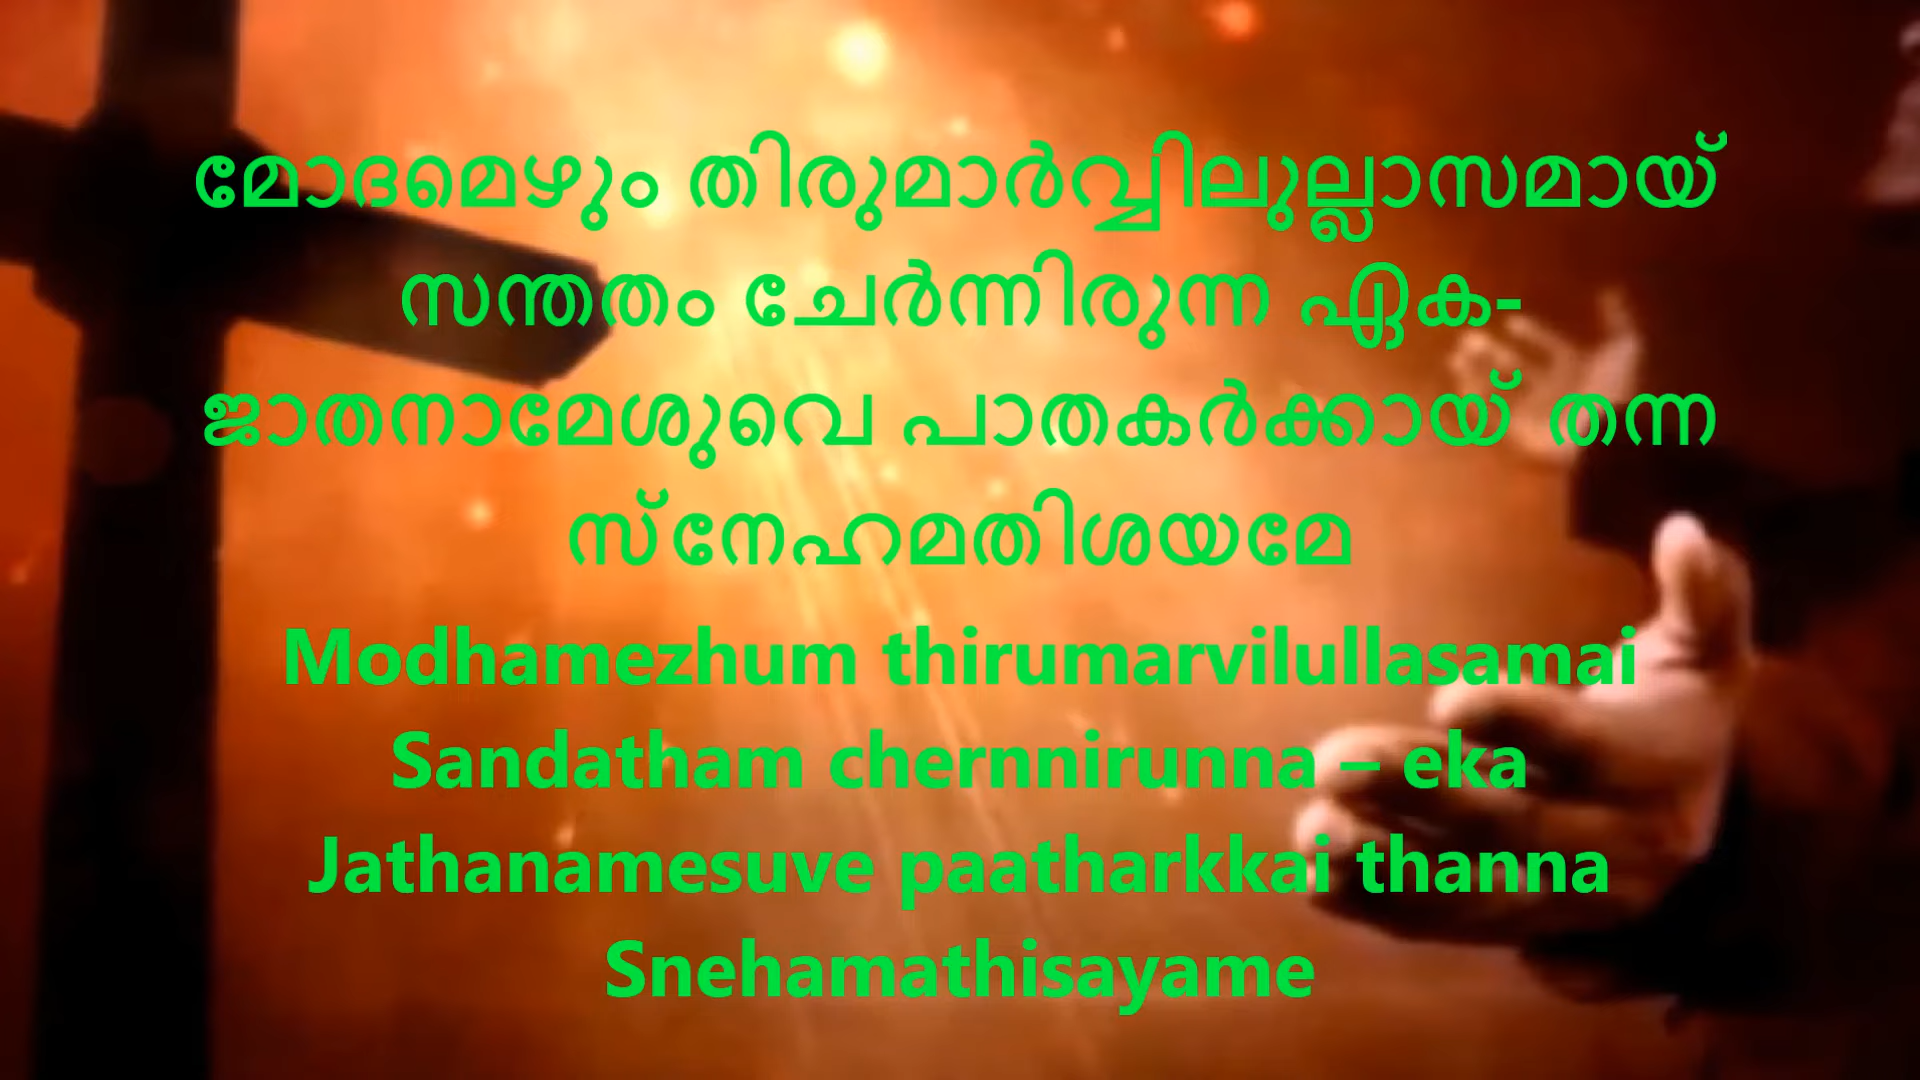 മോദമെഴും തിരുമാർവ്വിലുല്ലാസമായ്
സന്തതം ചേർന്നിരുന്ന ഏക-
ജാതനാമേശുവെ പാതകർക്കായ് തന്ന
സ്നേഹമതിശയമേ
Modhamezhum thirumarvilullasamai
Sandatham chernnirunna – eka
Jathanamesuve paatharkkai thanna
Snehamathisayame